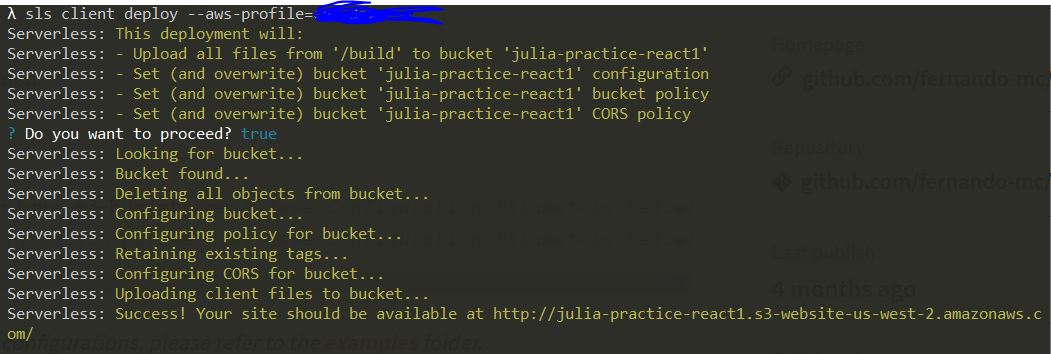 λ sls client deploy --aws-profile=
Serverless: This deployment will:
Serverless: - Upload all files from '/build' to bucket 'julia-practice-react1'
Serverless: - Set (and overwrite) bucket 'julia-practice-react1' configuration
Serverless: - Set (and overwrite) bucket 'julia-practice-react1' bucket policy
Serverless: - Set (and overwrite) bucket 'julia-practice-react1' CORS policy
? Do you want to proceed? true
Serverless: Looking for bucket...
Serverless: Bucket found...
Serverless: Deleting all objects from bucket...
Serverless: Configuring bucket...
Serverless: Configuring policy for bucket...
Serverless: Retaining existing tags...
Serverless: Configuring CORS for bucket...
Serverless: Uploading client files to bucket...
Serverless: Success! Your site should be available at http://julia-practice-react1.s3-website-us-west-2.amazonaws.c
om/
Homepage
github.com/fernando-mc/
Repository
github.com/fernando-mc/
Last publish
4 months ago
configurations, please refer to the examples folder.